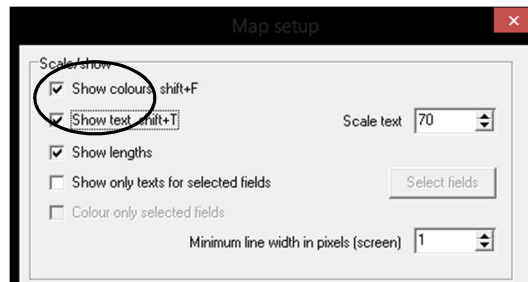 Map setup
Scale/show
Show colours, shift+F
Show text, shift+T
Scale text 70
Show lengths
Show only texts for selected fields
Select fields
Colour only selected fields
Minimum line width in pixels (screen) 1